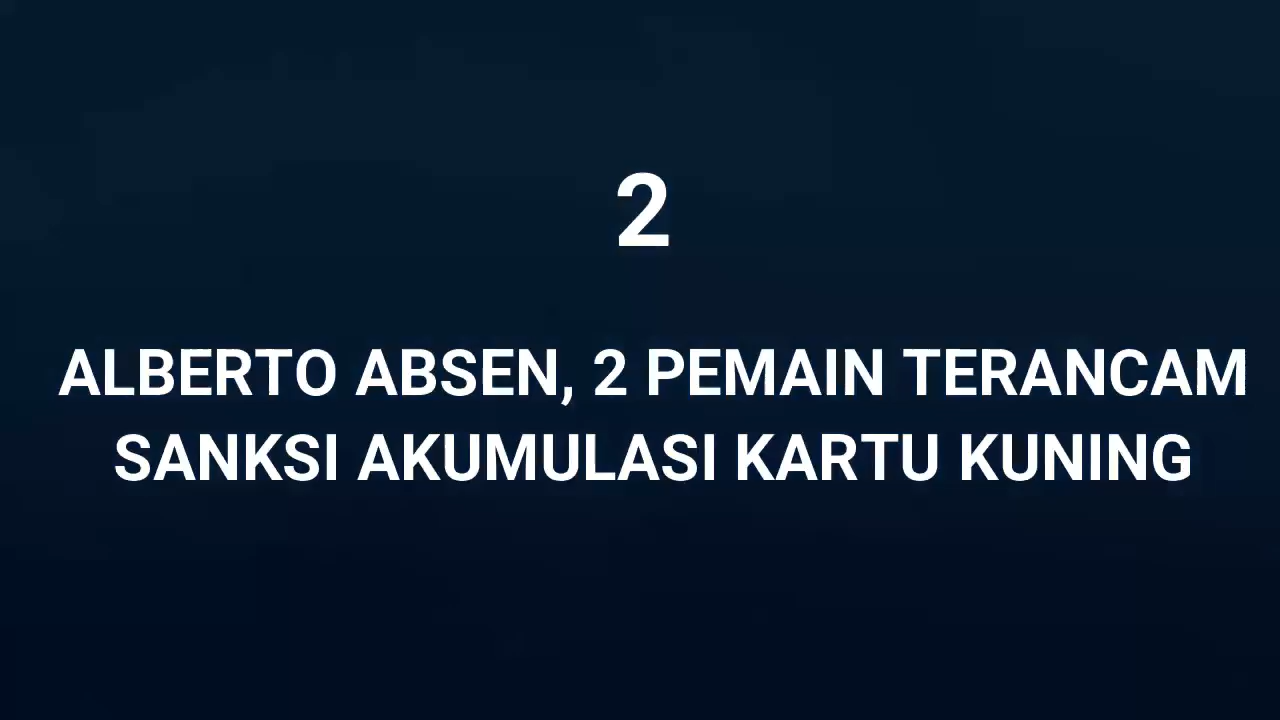 2
ALBERTO ABSEN, 2 PEMAIN TERANCAM
SANKSI AKUMULASI KARTU KUNING